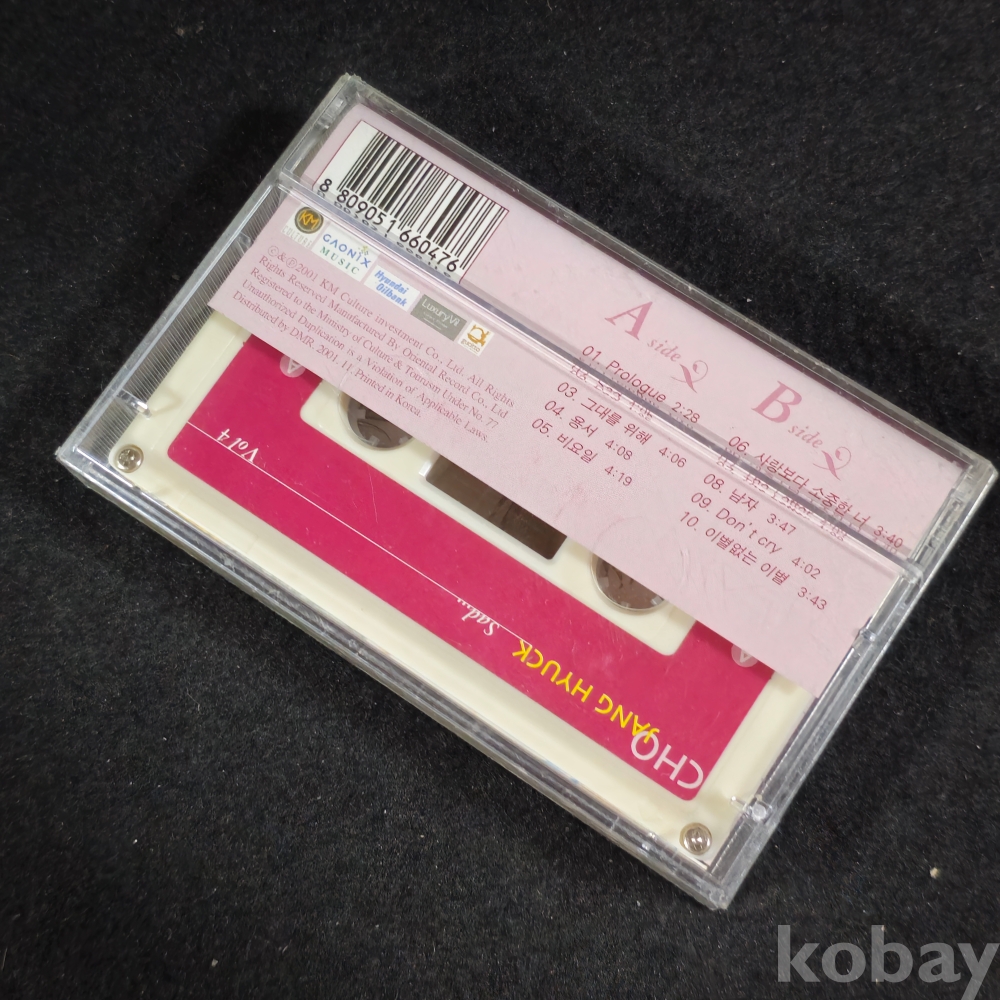 8 809051 660476
KM
GAONIX
MUSIC
Hyundai
Oilbank
Luxury Vi
©&℗2001 KM Culture investment Co., Ltd. All Rights
Rights Reserved Manufactured By Oriental Record Co., Ltd
Registered to the Ministry of Culture & Tourism Under No. 77
Unauthorized Duplication is a Violation of Applicable Laws.
Distributed by DMR, 2001. 11. Printed in Korea
A side
01. Prologue 2:28
03. 그대를 위해 4:06
04. 용서 4:08
05. 비요일 4:19
B side
06. 사랑보다 소중한 너 3:40
08. 남자 3:47
09. Don't cry 4:02
10. 이별없는 이별 3:43
Vol 4
Sad...
CHO
JANG HYUCK
A
A
kobay